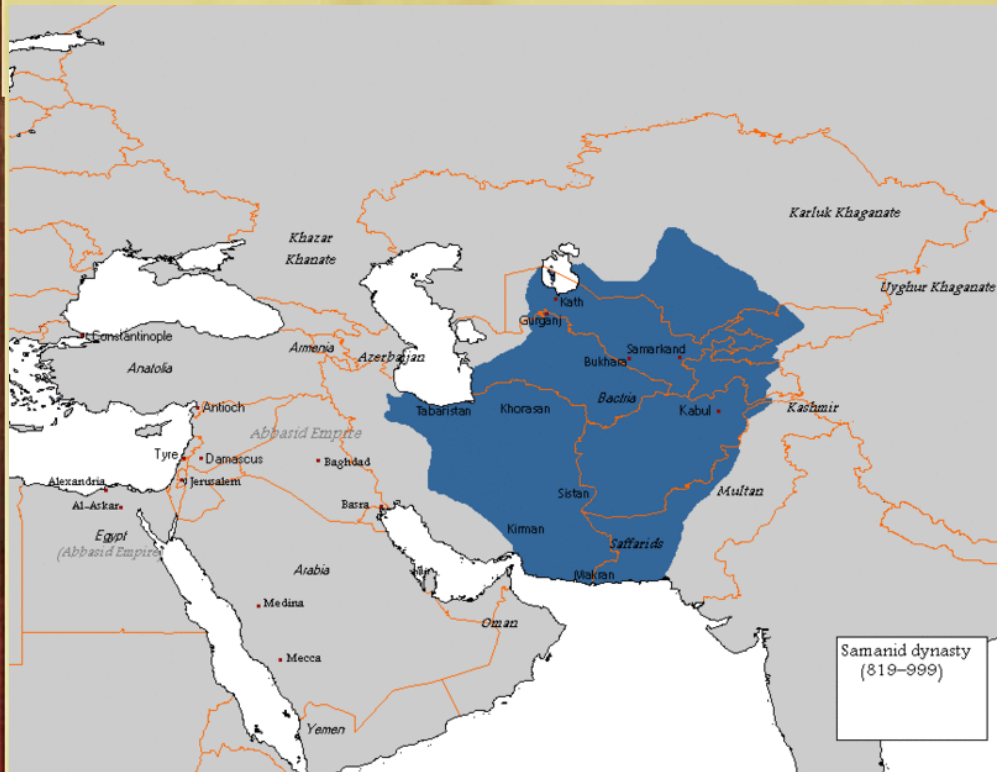 Karluk Khaganate
Khazar
Khanate
Uyghur Khaganate
Kath
Gurganj
Constantinople
Armenia
Azerbaijan
Samarkand
Bukhara
Anatolia
Bactria
Antioch
Tabaristan
Khorasan
Kabul
Kashmir
Abbasid Empire
Tyre
Damascus
Baghdad
Alexandria
Jerusalem
Multan
Sistan
Al-Askar
Basra
Egypt
(Abbasid Empire)
Kirman
Saffarids
Arabia
Makran
Medina
Oman
Mecca
Samanid dynasty
(819–999)
Yemen